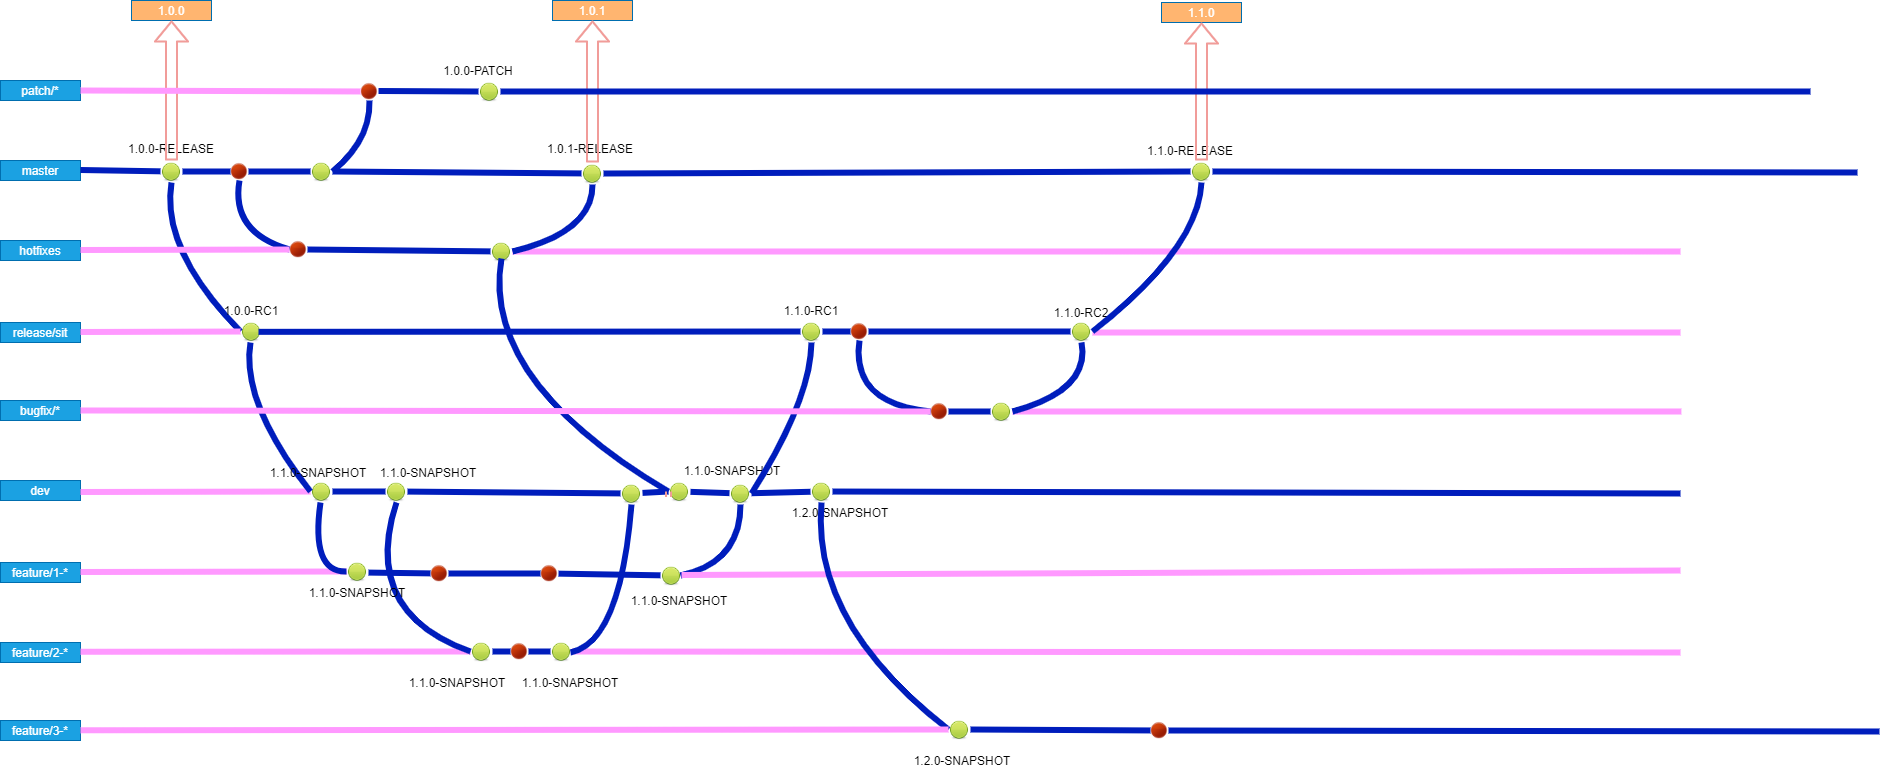 1.0.0
1.0.1
1.1.0
1.0.0-PATCH
patch/*
1.0.0-RELEASE
1.0.1-RELEASE
1.1.0-RELEASE
master
hotfixes
1.0.0-RC1
1.1.0-RC1
1.1.0-RC2
release/sit
bugfix/*
1.1.0-SNAPSHOT
1.1.0-SNAPSHOT
1.1.0-SNAPSHOT
dev
1.2.0-SNAPSHOT
feature/1-*
1.1.0-SNAPSHOT
1.1.0-SNAPSHOT
feature/2-*
1.1.0-SNAPSHOT
1.1.0-SNAPSHOT
feature/3-*
1.2.0-SNAPSHOT